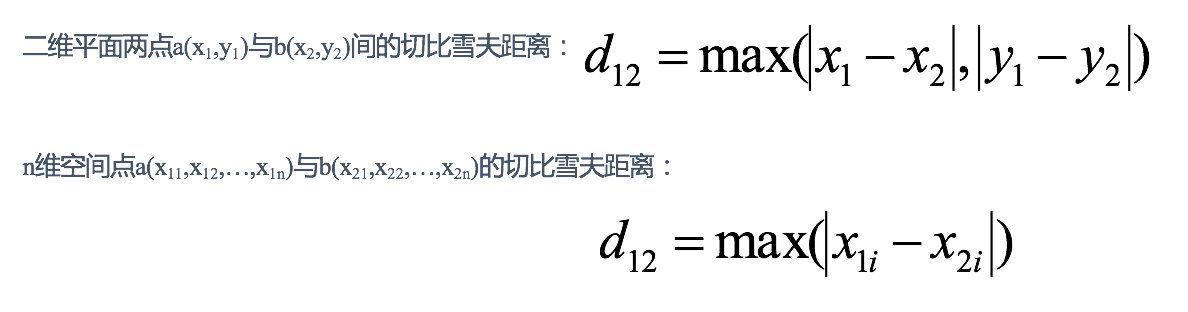 二维平面两点a(x₁,y₁)与b(x₂,y₂)间的切比雪夫距离： d₁₂ = max(|x₁ − x₂|,|y₁ − y₂|)
n维空间点a(x₁₁,x₁₂,…,x₁ₙ)与b(x₂₁,x₂₂,…,x₂ₙ)的切比雪夫距离：
d₁₂ = max(|x₁ᵢ − x₂ᵢ|)